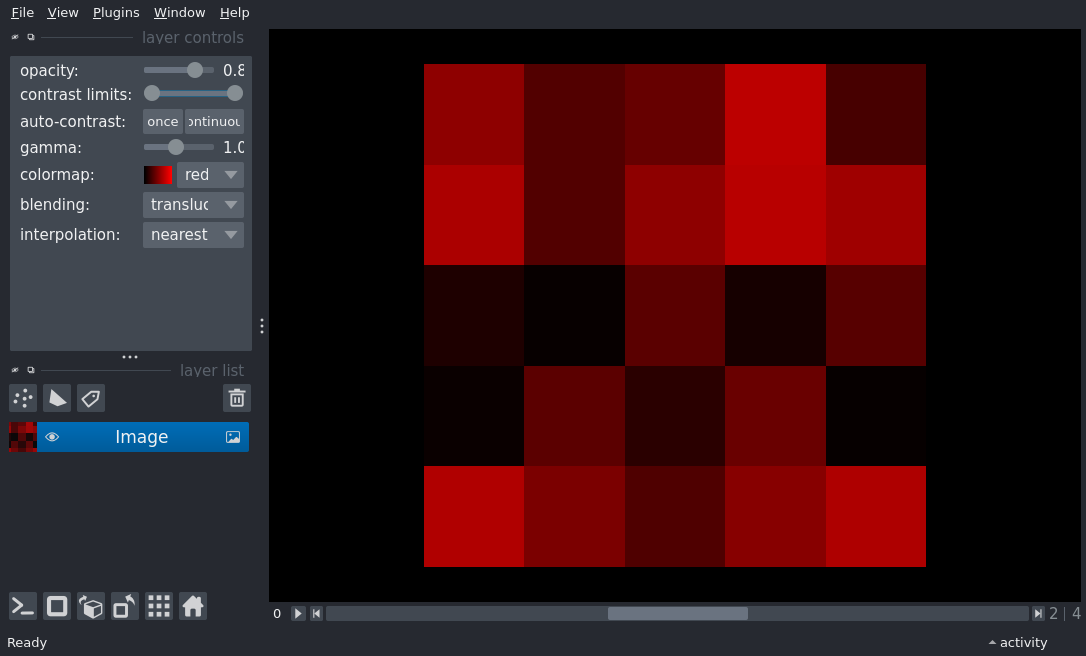 File View Plugins Window Help
layer controls
opacity: 0.8
contrast limits:
auto-contrast: once ontinuou
gamma: 1.0
colormap: red
blending: transluc
interpolation: nearest
layer list
Image
0 2 | 4
Ready activity